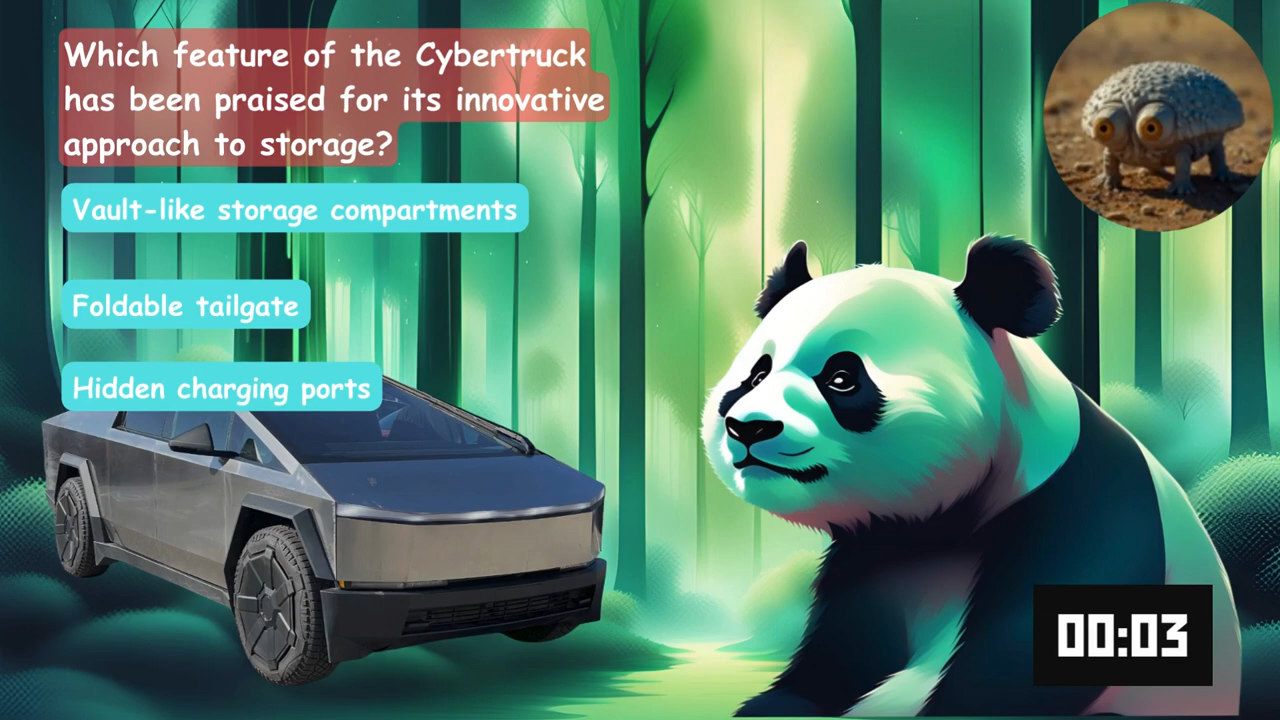 Which feature of the Cybertruck
has been praised for its innovative
approach to storage?
Vault-like storage compartments
Foldable tailgate
Hidden charging ports
00:03